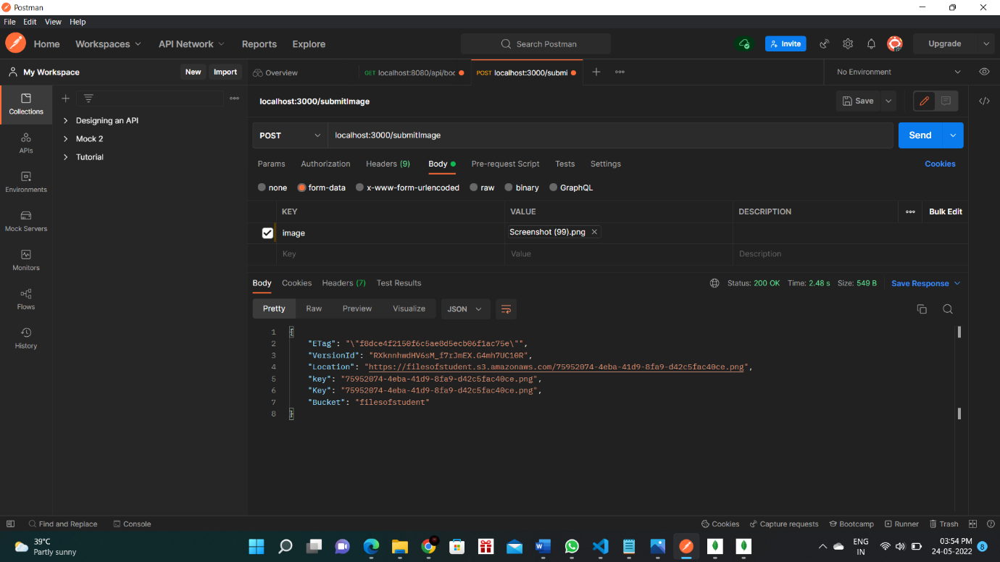 Postman
File Edit View Help
Home Workspaces API Network Reports Explore Search Postman Invite Upgrade
My Workspace New Import Overview GET localhost:8080/api/boc POST localhost:3000/submi No Environment
Collections
APIs
Environments
Mock Servers
Monitors
Flows
History
Designing an API
Mock 2
Tutorial
localhost:3000/submitImage Save
POST localhost:3000/submitImage Send
Params Authorization Headers (9) Body Pre-request Script Tests Settings Cookies
none form-data x-www-form-urlencoded raw binary GraphQL
KEY VALUE DESCRIPTION Bulk Edit
image Screenshot (99).png
Key Value Description
Body Cookies Headers (7) Test Results Status: 200 OK Time: 2.48 s Size: 549 B Save Response
Pretty Raw Preview Visualize JSON
1 {
2 "ETag": "\"f8dce4f2150f6c5ae8d5ecb06f1ac75e\"",
3 "VersionId": "RXknnhwdHV6sM_f7rJmEX.G4mh7UC10R",
4 "Location": "https://filesofstudent.s3.amazonaws.com/75952074-4eba-41d9-8fa9-d42c5fac40ce.png",
5 "key": "75952074-4eba-41d9-8fa9-d42c5fac40ce.png",
6 "Key": "75952074-4eba-41d9-8fa9-d42c5fac40ce.png",
7 "Bucket": "filesofstudent"
8 }
Find and Replace Console Cookies Capture requests Bootcamp Runner Trash
39°C
Partly sunny
ENG
IN
03:54 PM
24-05-2022
8